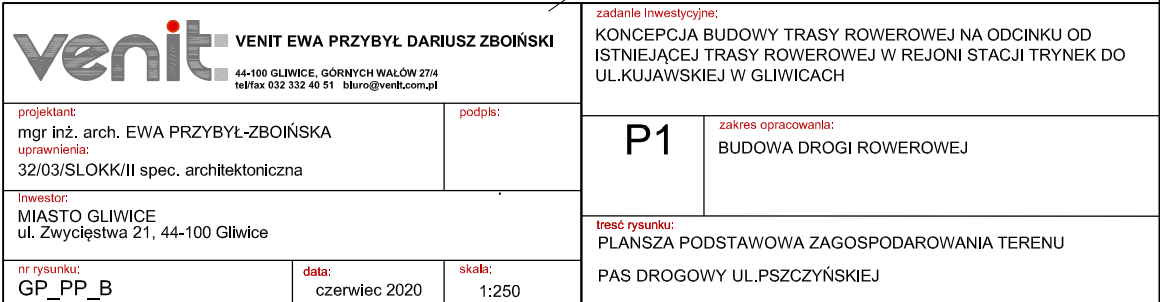 venit
VENIT EWA PRZYBYŁ DARIUSZ ZBOIŃSKI
44-100 GLIWICE, GÓRNYCH WAŁÓW 27/4
tel/fax 032 332 40 51 biuro@venit.com.pl
projektant:
mgr inż. arch. EWA PRZYBYŁ-ZBOIŃSKA
uprawnienia:
32/03/SLOKK/II spec. architektoniczna
podpis:
Inwestor:
MIASTO GLIWICE
ul. Zwycięstwa 21, 44-100 Gliwice
nr rysunku:
GP_PP_B
data:
czerwiec 2020
skala:
1:250
zadanie Inwestycyjne:
KONCEPCJA BUDOWY TRASY ROWEROWEJ NA ODCINKU OD
ISTNIEJĄCEJ TRASY ROWEROWEJ W REJONI STACJI TRYNEK DO
UL.KUJAWSKIEJ W GLIWICACH
P1
zakres opracowania:
BUDOWA DROGI ROWEROWEJ
tresć rysunku:
PLANSZA PODSTAWOWA ZAGOSPODAROWANIA TERENU
PAS DROGOWY UL.PSZCZYŃSKIEJ